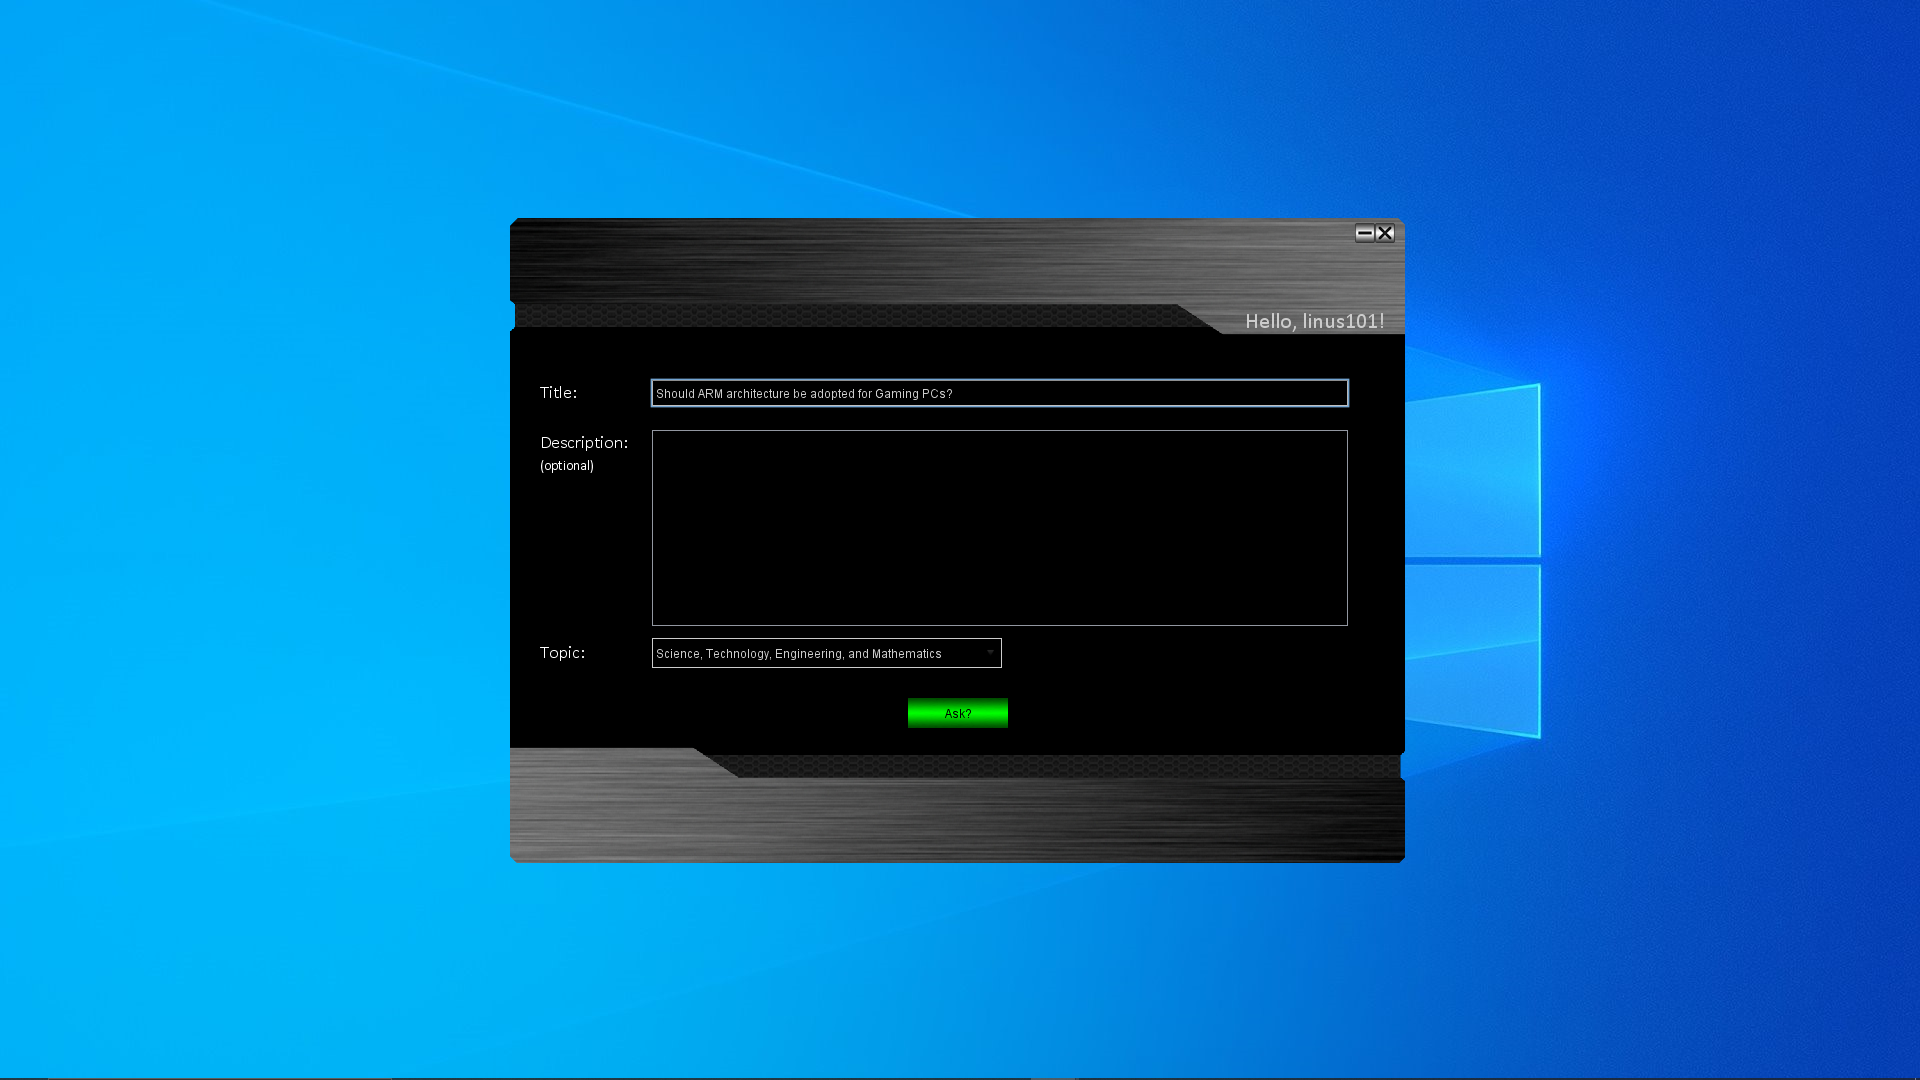 Hello, linus101!
Title:
Should ARM architecture be adopted for Gaming PCs?
Description:
(optional)
Topic:
Science, Technology, Engineering, and Mathematics
Ask?